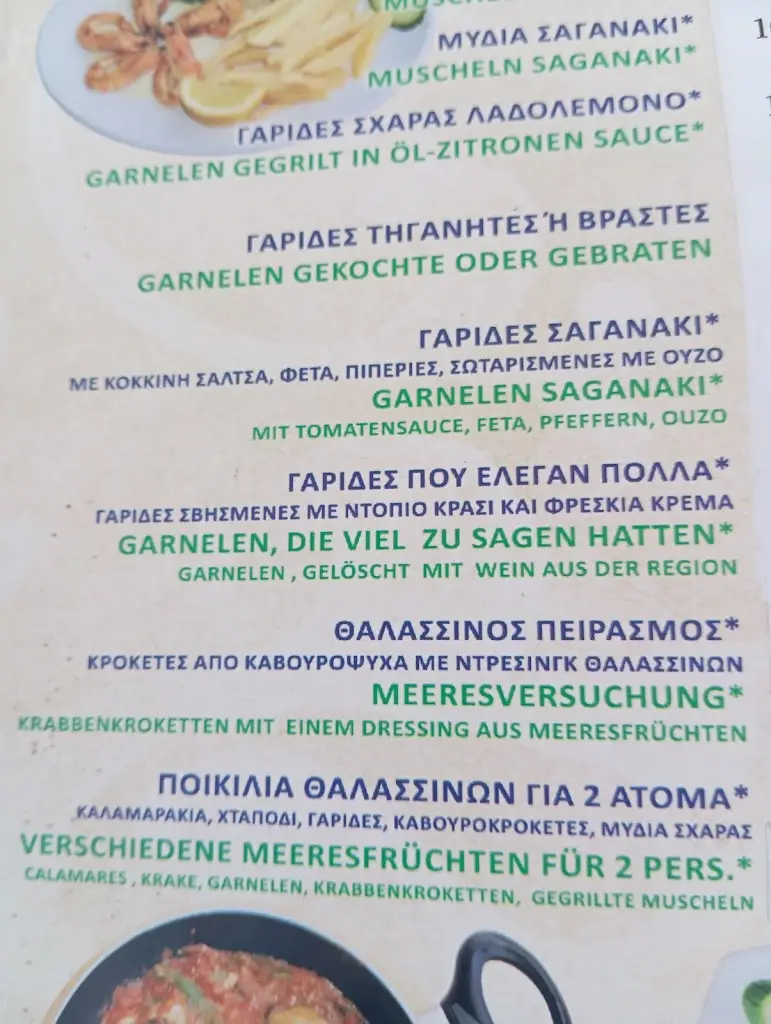 ΜΥΔΙΑ ΣΑΓΑΝΑΚΙ*
MUSCHELN SAGANAKI*
ΓΑΡΙΔΕΣ ΣΧΑΡΑΣ ΛΑΔΟΛΕΜΟΝΟ*
GARNELEN GEGRILT IN ÖL-ZITRONEN SAUCE*
ΓΑΡΙΔΕΣ ΤΗΓΑΝΗΤΕΣ Ή ΒΡΑΣΤΕΣ
GARNELEN GEKOCHTE ODER GEBRATEN
ΓΑΡΙΔΕΣ ΣΑΓΑΝΑΚΙ*
ΜΕ ΚΟΚΚΙΝΗ ΣΑΛΤΣΑ, ΦΕΤΑ, ΠΙΠΕΡΙΕΣ, ΣΩΤΑΡΙΣΜΕΝΕΣ ΜΕ ΟΥΖΟ
GARNELEN SAGANAKI*
MIT TOMATENSAUCE, FETA, PFEFFERN, OUZO
ΓΑΡΙΔΕΣ ΠΟΥ ΕΛΕΓΑΝ ΠΟΛΛΑ*
ΓΑΡΙΔΕΣ ΣΒΗΣΜΕΝΕΣ ΜΕ ΝΤΟΠΙΟ ΚΡΑΣΙ ΚΑΙ ΦΡΕΣΚΙΑ ΚΡΕΜΑ
GARNELEN, DIE VIEL ZU SAGEN HATTEN*
GARNELEN , GELÖSCHT MIT WEIN AUS DER REGION
ΘΑΛΑΣΣΙΝΟΣ ΠΕΙΡΑΣΜΟΣ*
ΚΡΟΚΕΤΕΣ ΑΠΟ ΚΑΒΟΥΡΟΨΥΧΑ ΜΕ ΝΤΡΕΣΙΝΓΚ ΘΑΛΑΣΣΙΝΩΝ
MEERESVERSUCHUNG*
KRABBENKROKETTEN MIT EINEM DRESSING AUS MEERESFRÜCHTEN
ΠΟΙΚΙΛΙΑ ΘΑΛΑΣΣΙΝΩΝ ΓΙΑ 2 ΑΤΟΜΑ*
ΚΑΛΑΜΑΡΑΚΙΑ, ΧΤΑΠΟΔΙ, ΓΑΡΙΔΕΣ, ΚΑΒΟΥΡΟΚΡΟΚΕΤΕΣ, ΜΥΔΙΑ ΣΧΑΡΑΣ
VERSCHIEDENE MEERESFRÜCHTEN FÜR 2 PERS.*
CALAMARES , KRAKE, GARNELEN, KRABBENKROKETTEN, GEGRILLTE MUSCHELN